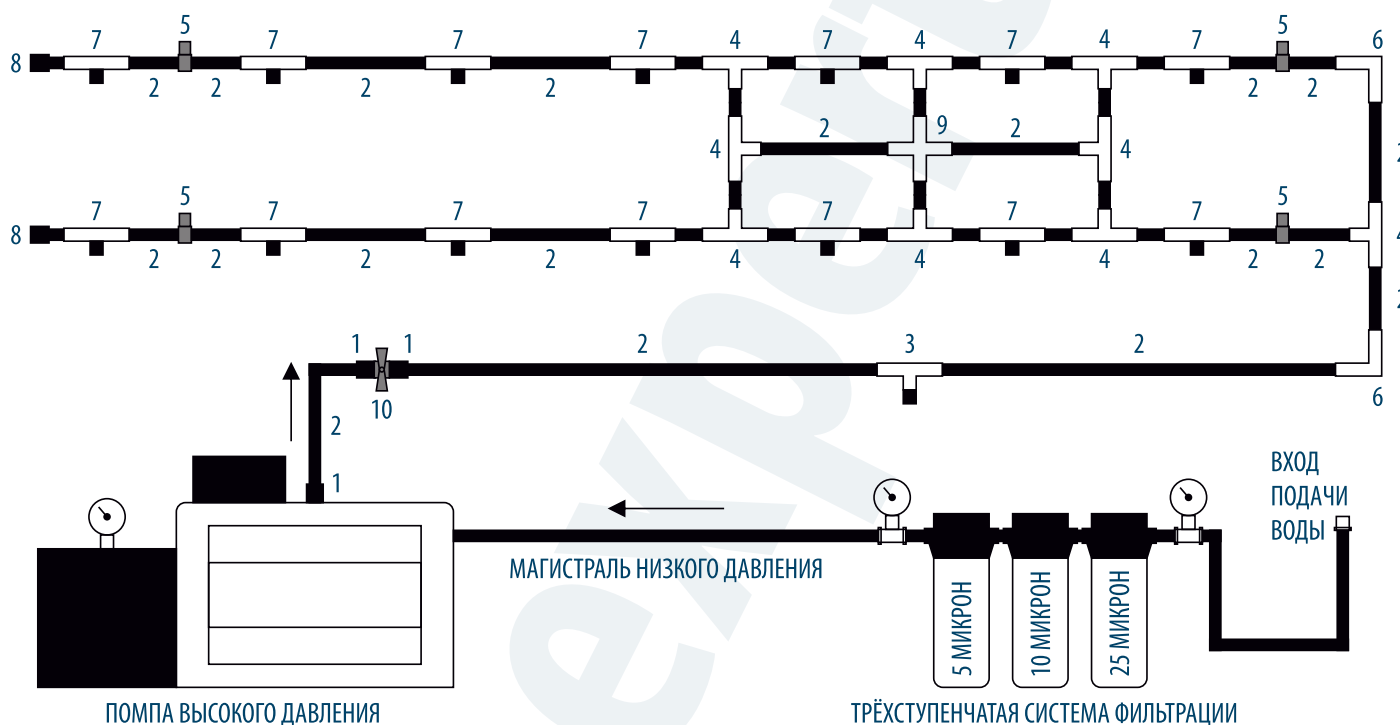 7 5 7 7 7 4 7 4 7 4 7 5 6
8
2 2 2 2 2 2
9
2 2
4 4
2
7 5 7 7 7 7 7 7 5
8
4
2 2 2 2 4 4 4 2 2
2
1 1 2 3 2
10
6
2
1
ВХОД
ПОДАЧИ
ВОДЫ
МАГИСТРАЛЬ НИЗКОГО ДАВЛЕНИЯ
5 МИКРОН
10 МИКРОН
25 МИКРОН
ПОМПА ВЫСОКОГО ДАВЛЕНИЯ
ТРЁХСТУПЕНЧАТАЯ СИСТЕМА ФИЛЬТРАЦИИ
expert